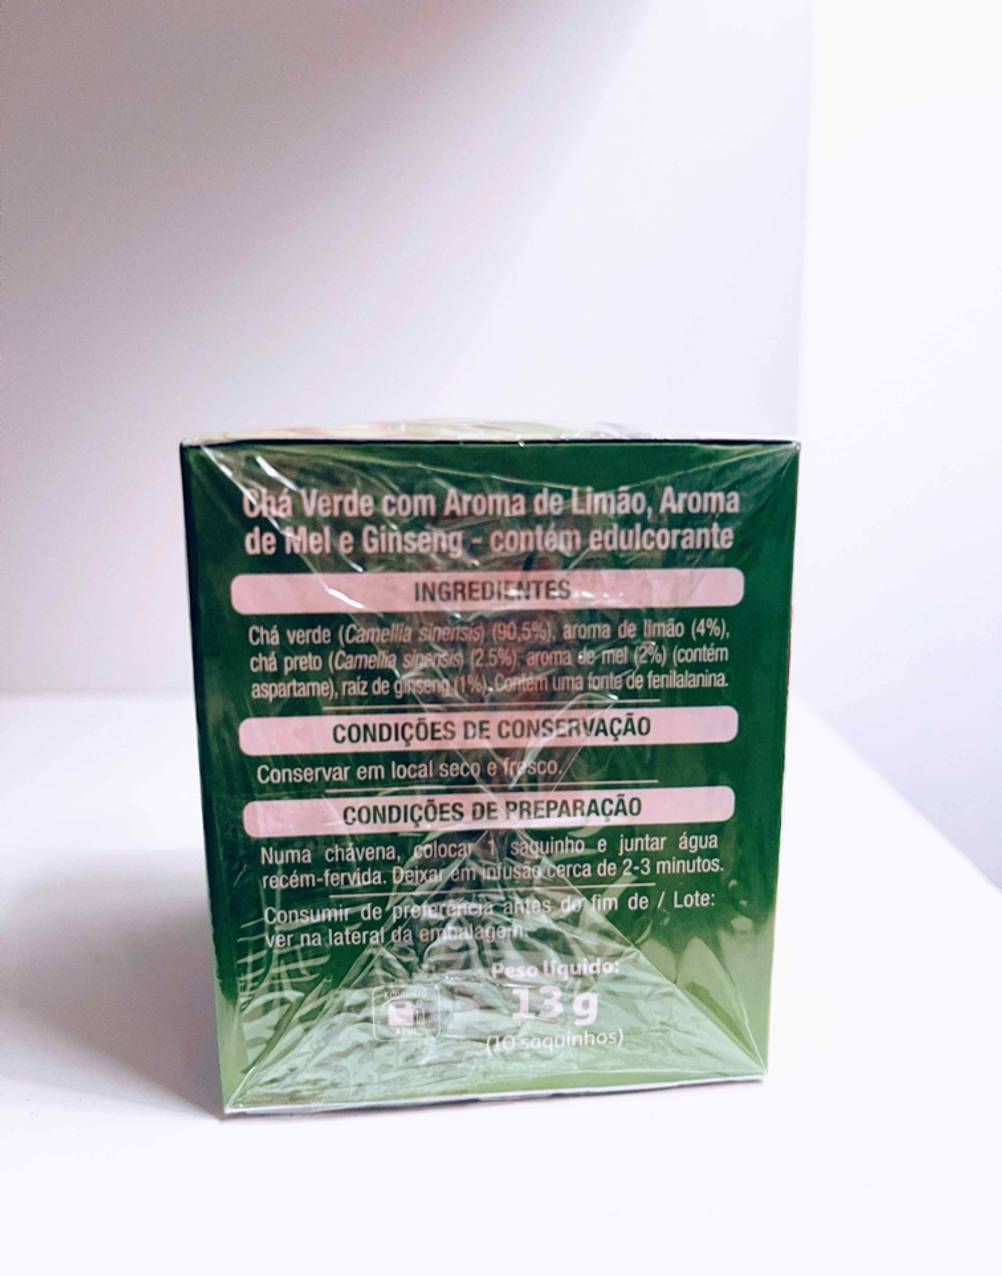 Chá Verde com Aroma de Limão, Aroma
de Mel e Ginseng - contém edulcorante
INGREDIENTES
Chá verde (Camellia sinensis) (90,5%), aroma de limão (4%),
chá preto (Camellia sinensis) (2.5%), aroma de mel (2%) (contém
aspartame), raíz de ginseng (1%). Contém uma fonte de fenilalanina.
CONDIÇÕES DE CONSERVAÇÃO
Conservar em local seco e fresco.
CONDIÇÕES DE PREPARAÇÃO
Numa chávena, colocar 1 saquinho e juntar água
recém-fervida. Deixar em infusão cerca de 2-3 minutos.
Consumir de preferência antes do fim de / Lote:
ver na lateral da embalagem.
Peso líquido:
13 g
(10 saquinhos)
AZUL